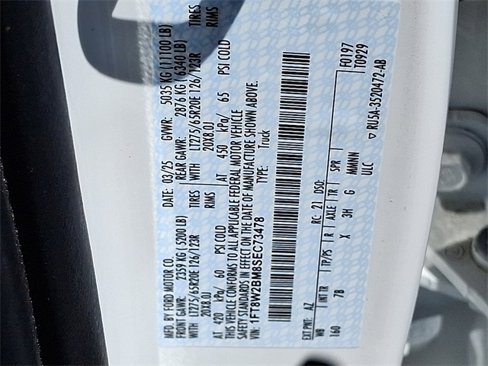 MFD. BY FORD MOTOR CO.
DATE: 03/25 GVWR: 5035 KG (11100 LB)
FRONT GAWR: 2359 KG (5200 LB) REAR GAWR: 2876 KG (6340 LB)
WITH LT275/65R20E 126/123R TIRES WITH LT275/65R20E 126/123R TIRES
20X8.0J RIMS 20X8.0J RIMS
AT 420 kPa/ 60 PSI COLD AT 450 kPa/ 65 PSI COLD
THIS VEHICLE CONFORMS TO ALL APPLICABLE FEDERAL MOTOR VEHICLE
SAFETY STANDARDS IN EFFECT ON THE DATE OF MANUFACTURE SHOWN ABOVE.
VIN: 1FT8W2BM8SEC73478 TYPE: Truck
F0197
T0929
EXT PNT: AZ RC: 21 DSO:
WB INT TR TP/PS R AXLE TR SPR
160 7B X 3H G MAMNN
ULC
RU5A-3520472-AB